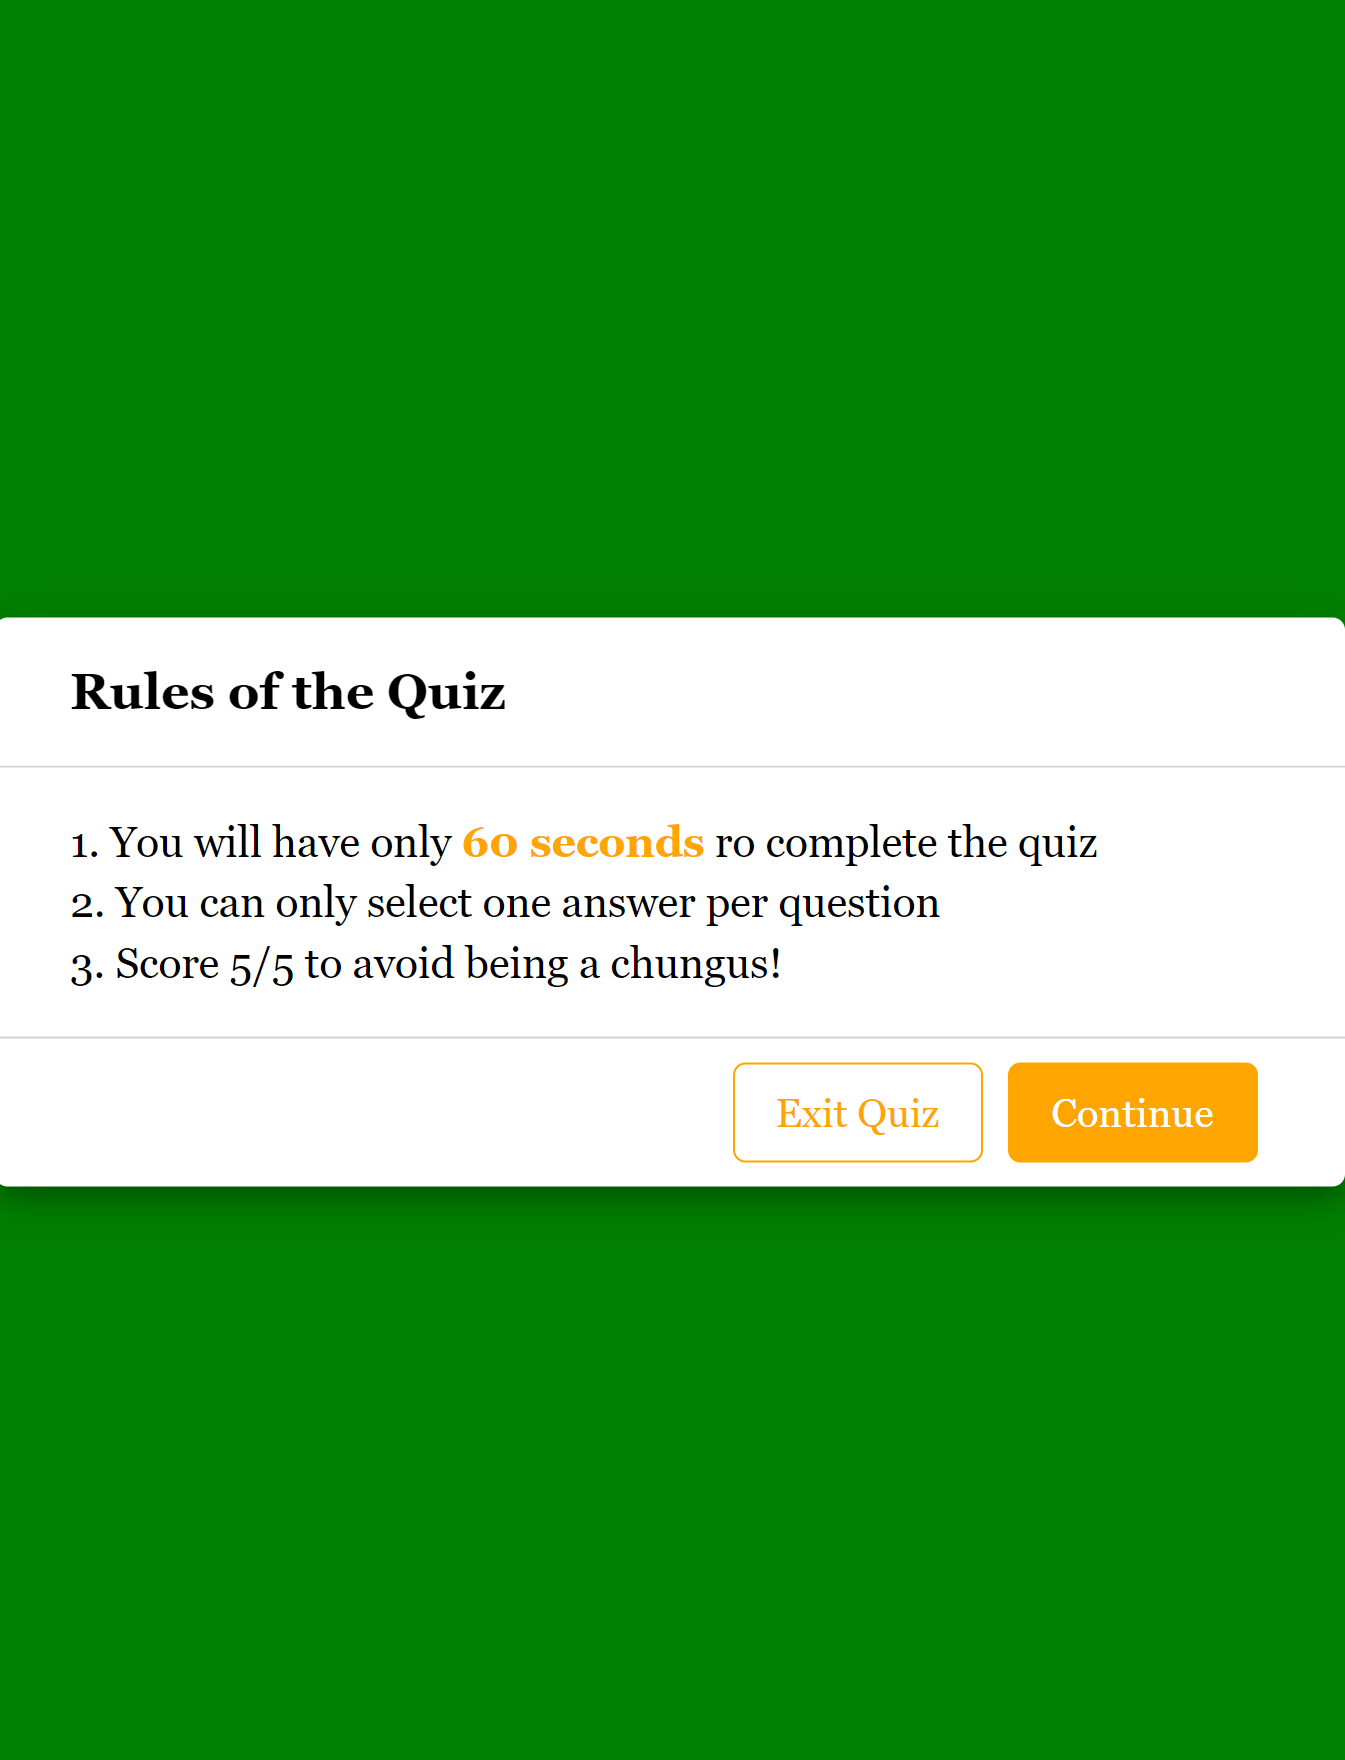 Rules of the Quiz
1. You will have only 60 seconds ro complete the quiz
2. You can only select one answer per question
3. Score 5/5 to avoid being a chungus!
Exit Quiz
Continue